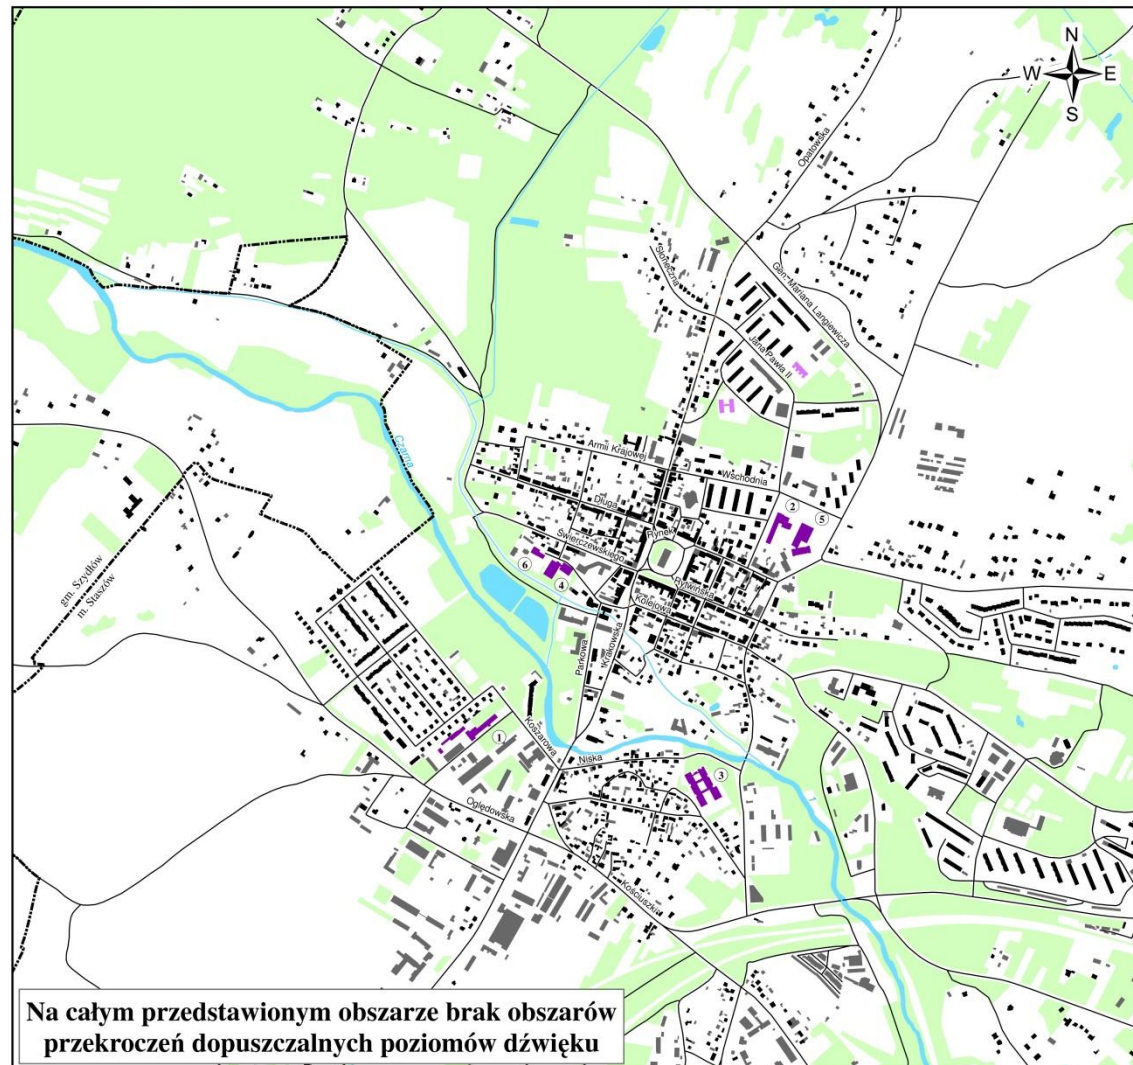 N
W E
S
Opatowska
Słoneczna
Gen. Mariana Langiewicza
Jana Pawła II
Czarna
Armii Krajowej
Wschodnia
Długa
2
5
Rynek
Świerczewskiego
6
4
Rytwińska
Kolejowa
gm. Szydłów
m. Staszów
Parkowa
Krakowska
Koszarowa
1
Niska
3
Oględowska
Kościuszki
Na całym przedstawionym obszarze brak obszarów
przekroczeń dopuszczalnych poziomów dźwięku